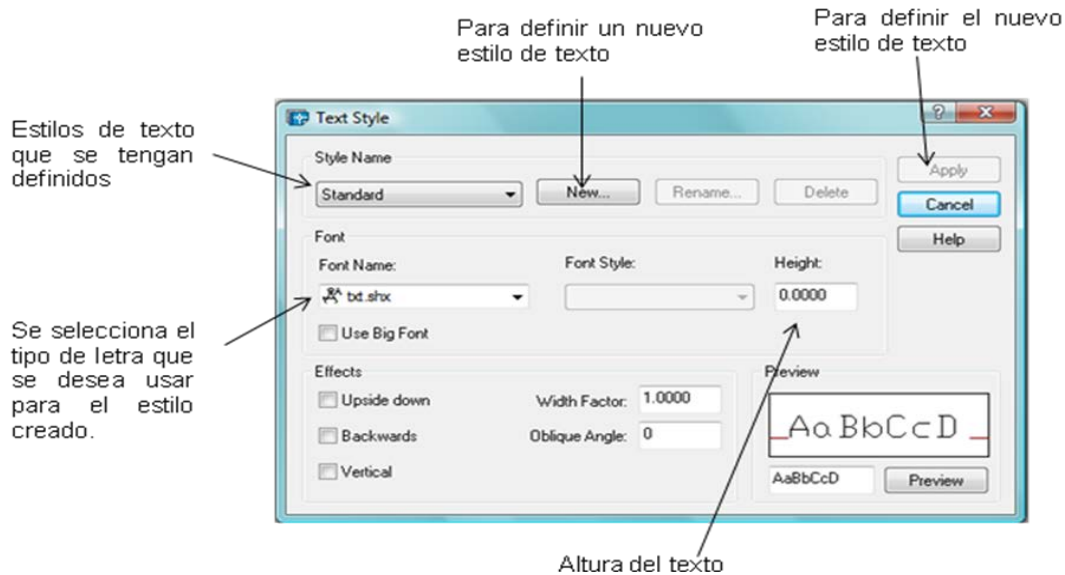 Para definir un nuevo
estilo de texto
Para definir el nuevo
estilo de texto
Estilos de texto
que se tengan
definidos
Text Style
Style Name
Standard
New...
Rename...
Delete
Apply
Cancel
Help
Font
Font Name:
Font Style:
Height:
txt.shx
0.0000
Use Big Font
Se selecciona el
tipo de letra que
se desea usar
para el estilo
creado.
Effects
Upside down
Width Factor: 1.0000
Backwards
Oblique Angle: 0
Vertical
Preview
AaBbCcD
AaBbCcD
Preview
Altura del texto